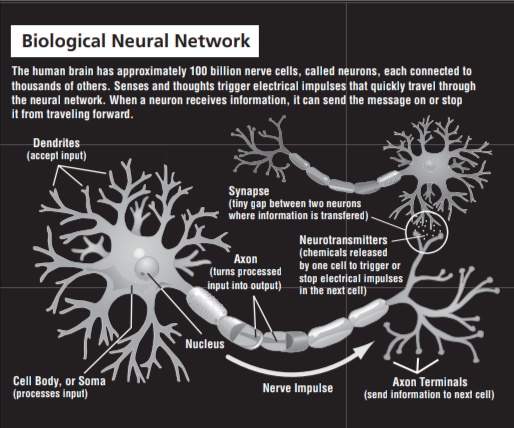 Biological Neural Network
The human brain has approximately 100 billion nerve cells, called neurons, each connected to
thousands of others. Senses and thoughts trigger electrical impulses that quickly travel through
the neural network. When a neuron receives information, it can send the message on or stop
it from traveling forward.
Dendrites
(accept input)
Synapse
(tiny gap between two neurons
where information is transfered)
Neurotransmitters
(chemicals released
by one cell to trigger or
stop electrical impulses
in the next cell)
Axon
(turns processed
input into output)
Nucleus
Cell Body, or Soma
(processes input)
Nerve Impulse
Axon Terminals
(send information to next cell)